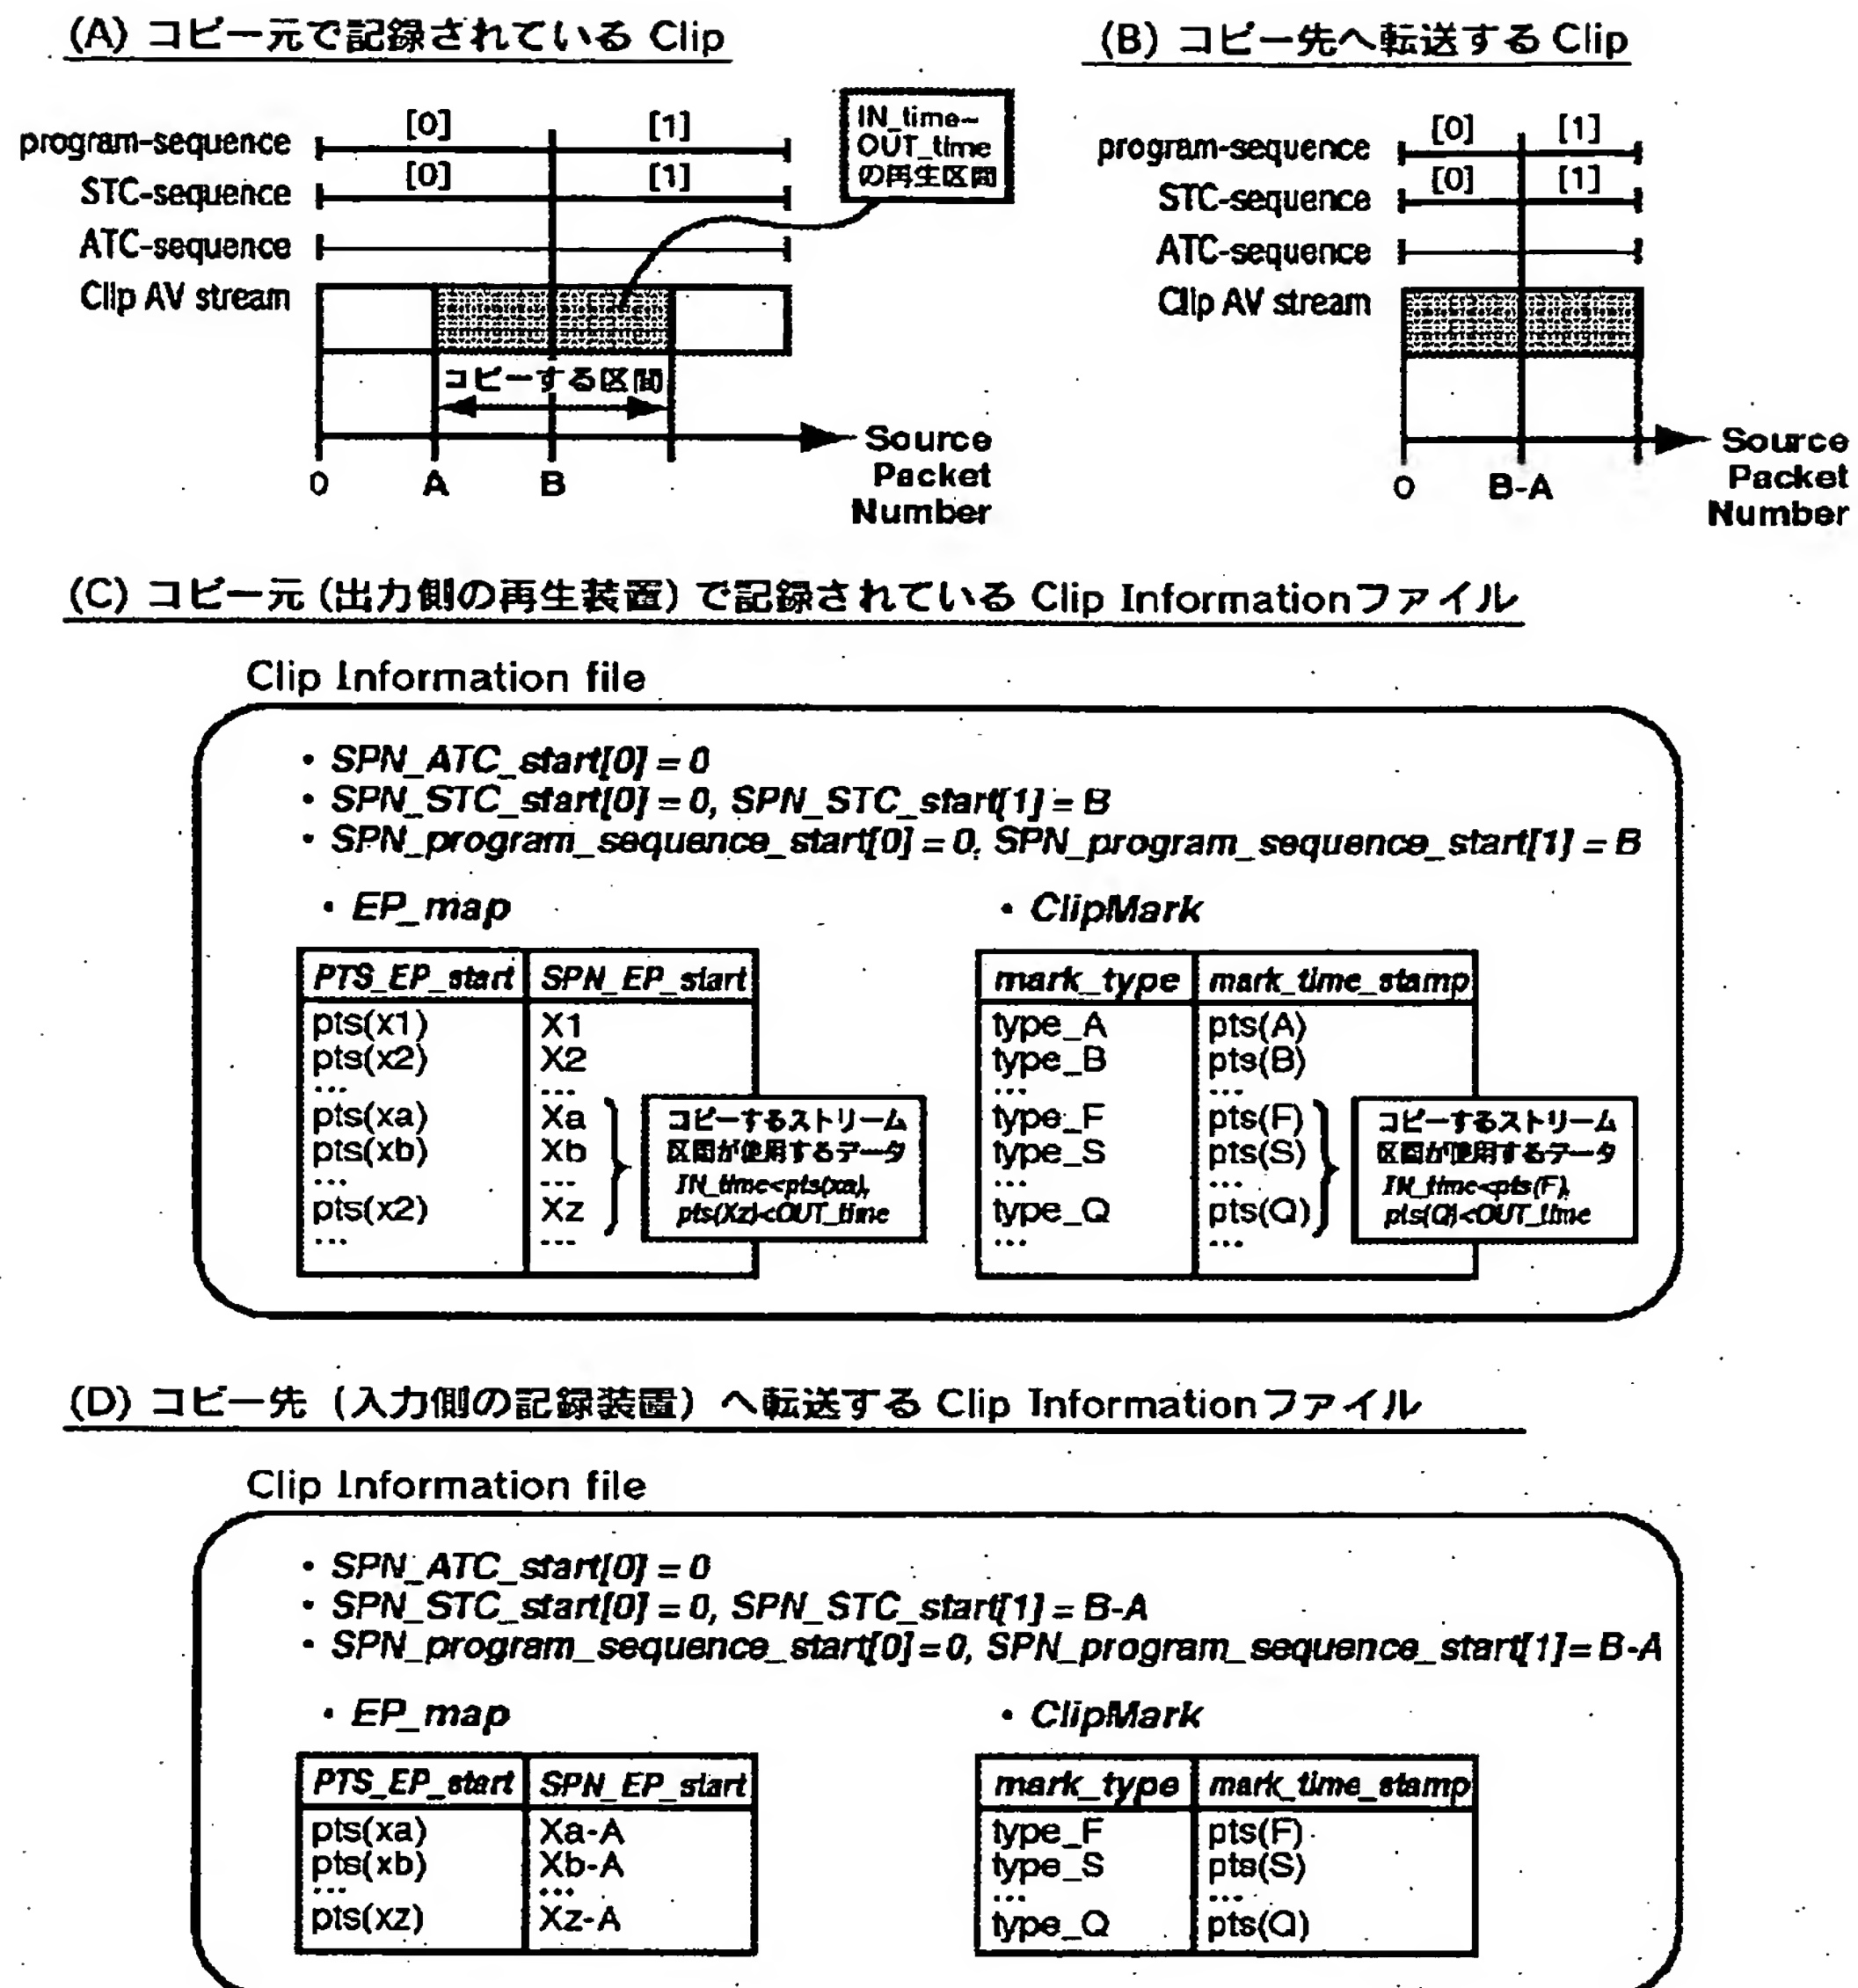 (A) コピー元で記録されている Clip
program-sequence [0] [1]
STC-sequence [0] [1]
ATC-sequence
Clip AV stream
IN_time~
OUT_time
の再生区間
コピーする区間
0 A B
Source
Packet
Number
(B) コピー先へ転送する Clip
program-sequence [0] [1]
STC-sequence [0] [1]
ATC-sequence
Clip AV stream
0 B-A
Source
Packet
Number
(C) コピー元 (出力側の再生装置) で記録されている Clip Informationファイル
Clip Information file
・ SPN_ATC_start[0] = 0
・ SPN_STC_start[0] = 0, SPN_STC_start[1] = B
・ SPN_program_sequence_start[0] = 0, SPN_program_sequence_start[1] = B
・ EP_map
PTS_EP_start SPN_EP_start
pts(x1) X1
pts(x2) X2
... ...
pts(xa) Xa
pts(xb) Xb
... ...
pts(x2) Xz
... ...
コピーするストリーム
区間が使用するデータ
IN_time<pts(xa),
pts(Xz)<OUT_time
・ ClipMark
mark_type mark_time_stamp
type_A pts(A)
type_B pts(B)
... ...
type_F pts(F)
type_S pts(S)
... ...
type_Q pts(Q)
... ...
コピーするストリーム
区間が使用するデータ
IN_time<pts(F),
pts(Q)<OUT_time
(D) コピー先 (入力側の記録装置) へ転送する Clip Informationファイル
Clip Information file
・ SPN_ATC_start[0] = 0
・ SPN_STC_start[0] = 0, SPN_STC_start[1] = B-A
・ SPN_program_sequence_start[0]=0, SPN_program_sequence_start[1]= B-A
・ EP_map
PTS_EP_start SPN_EP_start
pts(xa) Xa-A
pts(xb) Xb-A
... ...
pts(xz) Xz-A
・ ClipMark
mark_type mark_time_stamp
type_F pts(F)
type_S pts(S)
... ...
type_Q pts(Q)